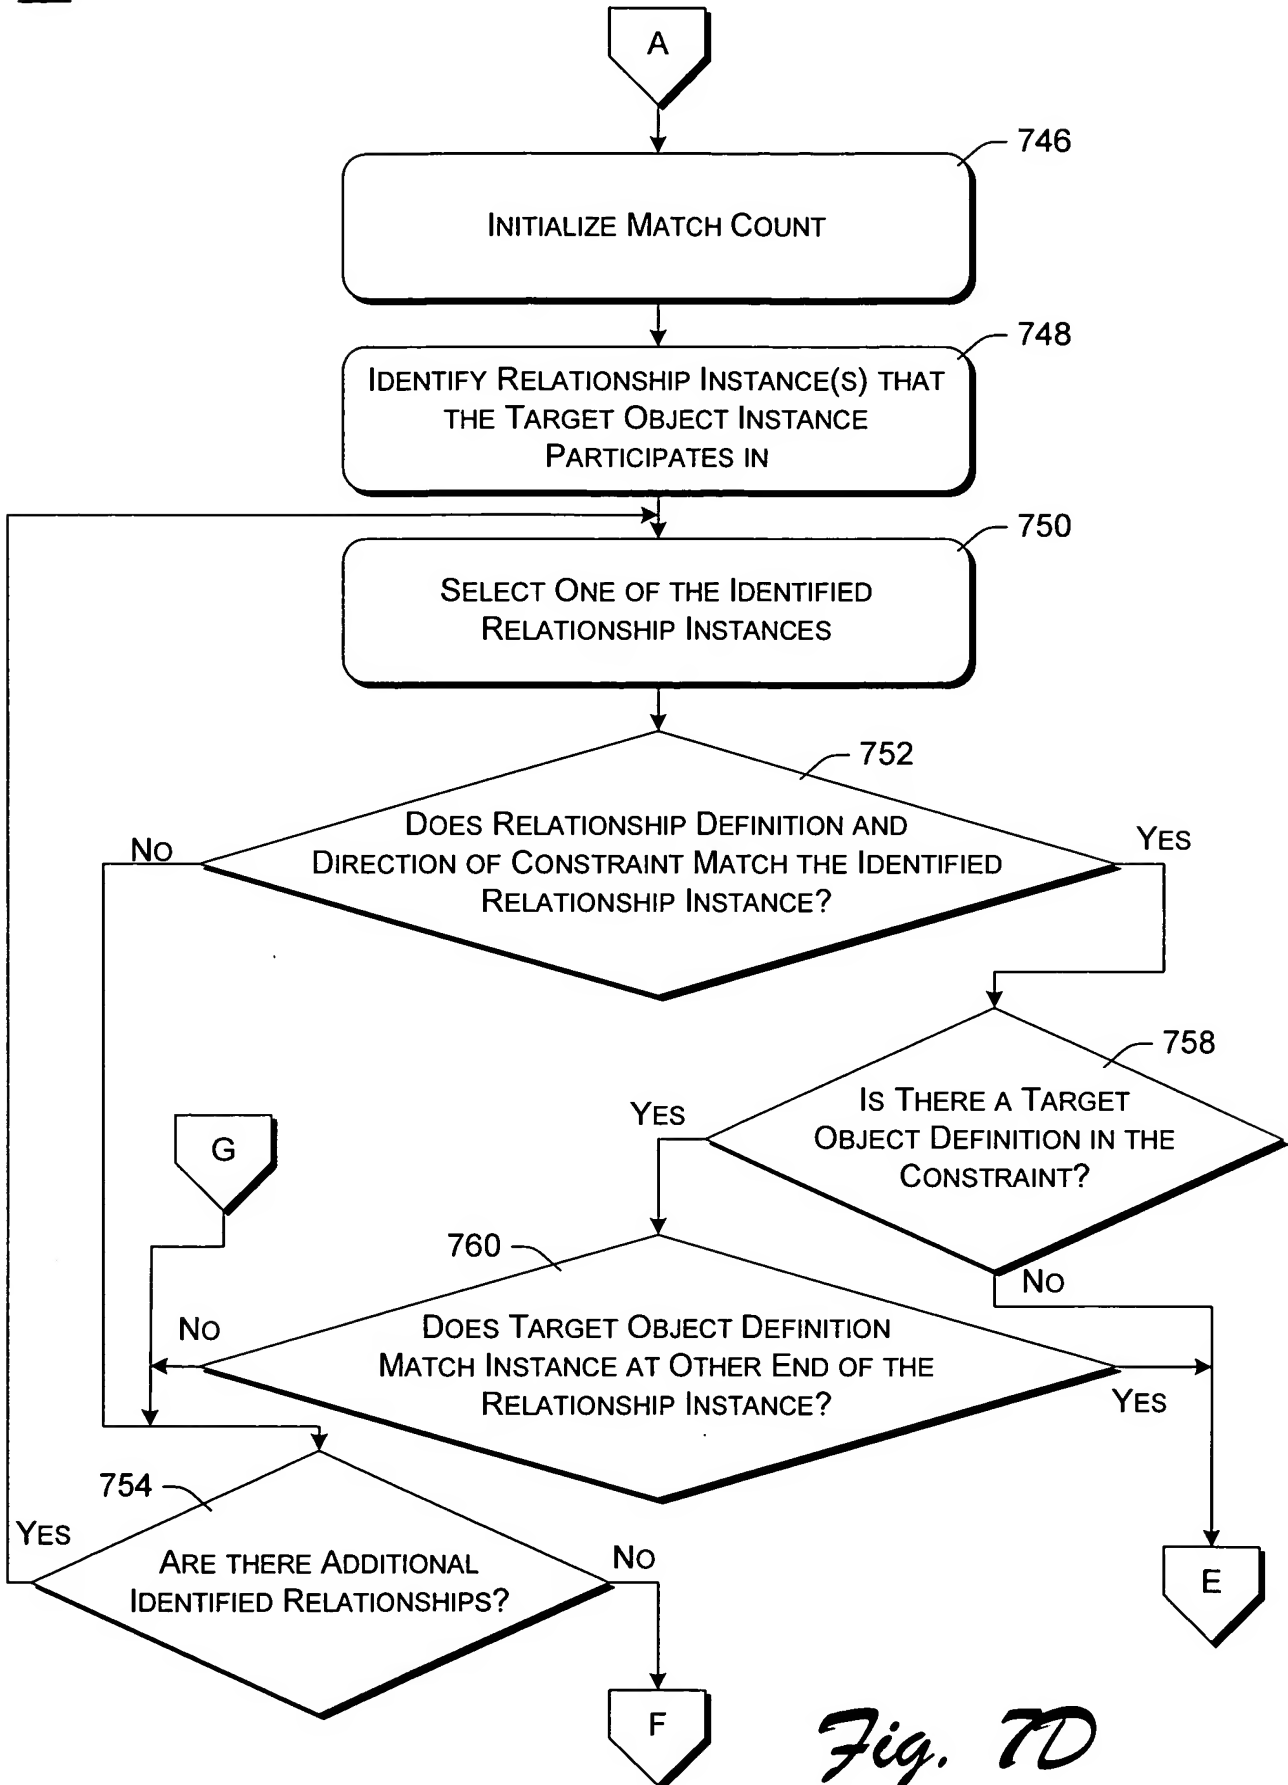 A
746
INITIALIZE MATCH COUNT
748
IDENTIFY RELATIONSHIP INSTANCE(S) THAT
THE TARGET OBJECT INSTANCE
PARTICIPATES IN
750
SELECT ONE OF THE IDENTIFIED
RELATIONSHIP INSTANCES
752
DOES RELATIONSHIP DEFINITION AND
DIRECTION OF CONSTRAINT MATCH THE IDENTIFIED
RELATIONSHIP INSTANCE?
NO
YES
758
IS THERE A TARGET
OBJECT DEFINITION IN THE
CONSTRAINT?
YES
NO
G
760
DOES TARGET OBJECT DEFINITION
MATCH INSTANCE AT OTHER END OF THE
RELATIONSHIP INSTANCE?
NO
YES
754
ARE THERE ADDITIONAL
IDENTIFIED RELATIONSHIPS?
YES
NO
E
F
Fig. 7D